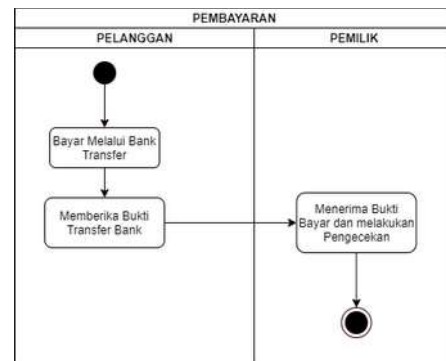 PEMBAYARAN
PELANGGAN
PEMILIK
Bayar Melalui Bank
Transfer
Memberika Bukti
Transfer Bank
Menerima Bukti
Bayar dan melakukan
Pengecekan